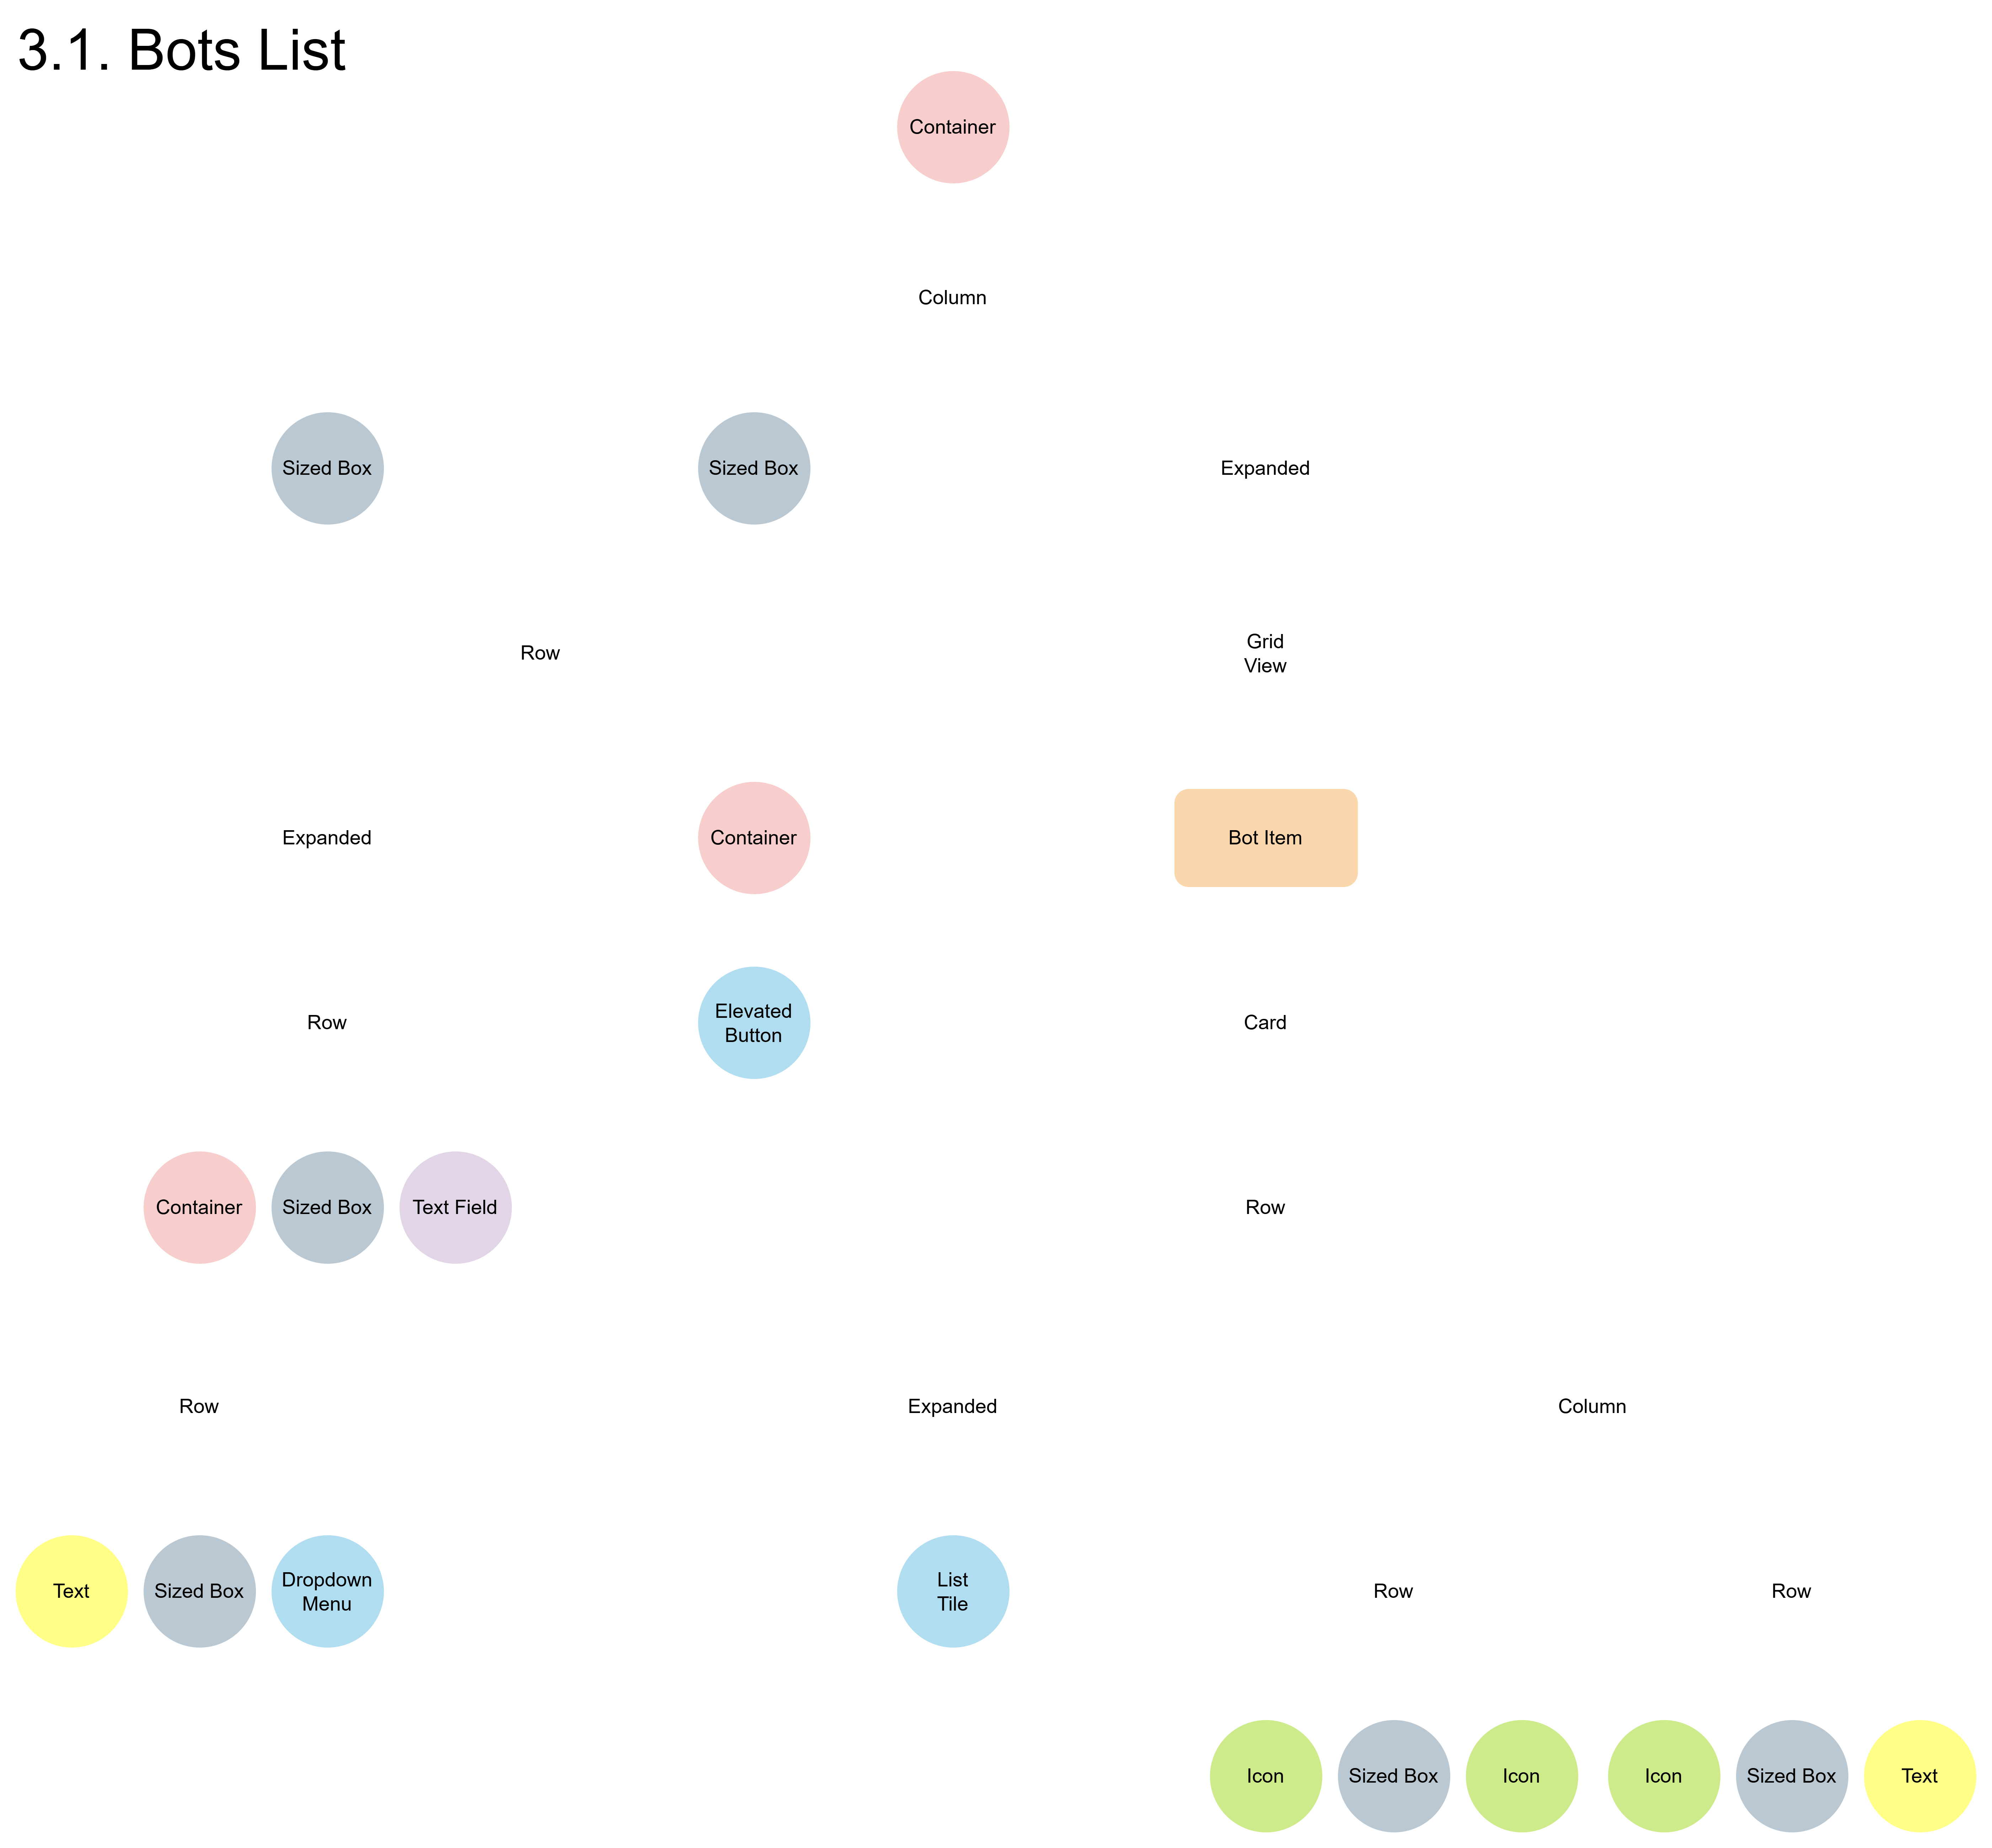 3.1. Bots List
Container
Column
Sized Box
Sized Box
Expanded
Row
Grid
View
Expanded
Container
Bot Item
Row
Elevated
Button
Card
Container
Sized Box
Text Field
Row
Row
Expanded
Column
Text
Sized Box
Dropdown
Menu
List
Tile
Row
Row
Icon
Sized Box
Icon
Icon
Sized Box
Text